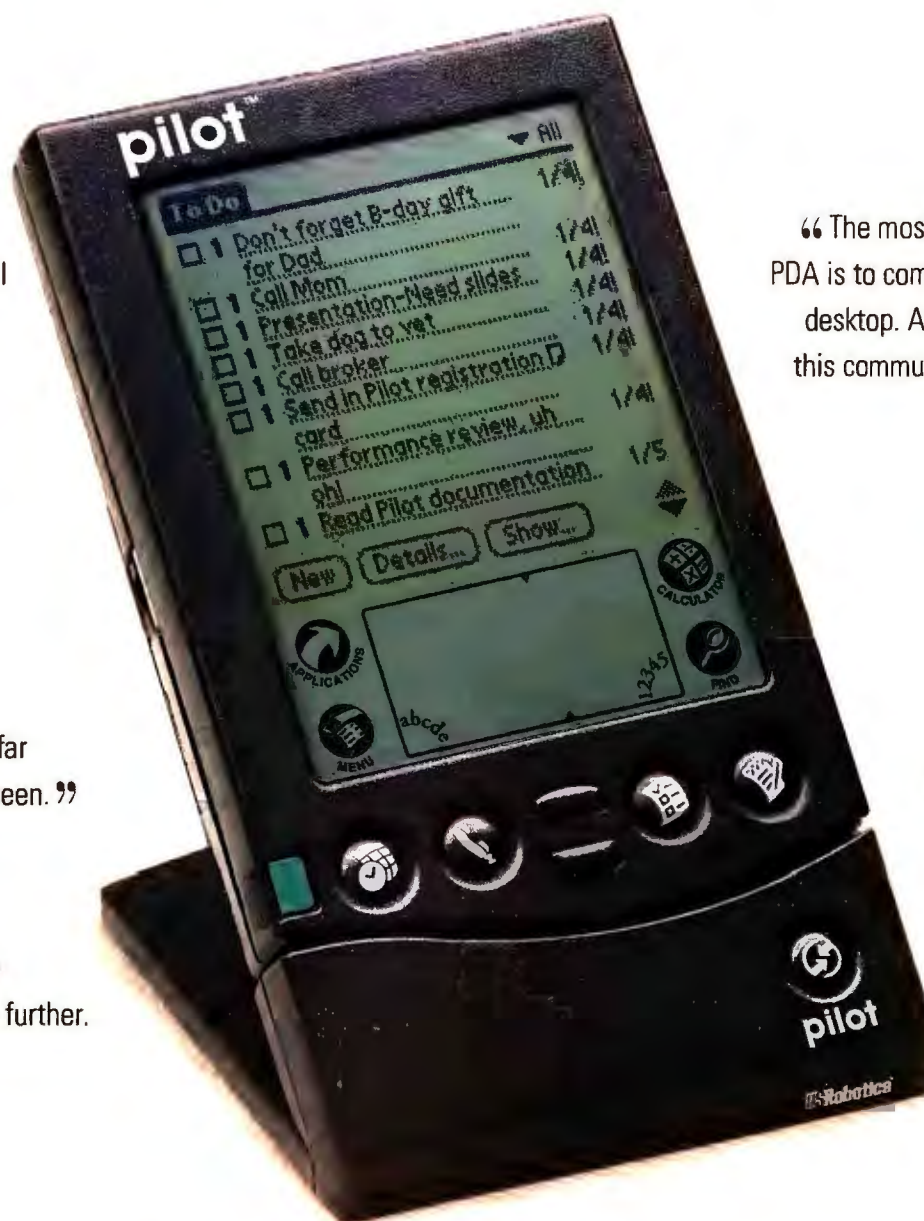 pilot™
To Do
All
1 Don't forget B-day gift 1/4!
for Dad
1 Call Mom 1/4!
1 Presentation-Need slides 1/4!
1 Take dog to vet 1/4!
1 Call broker 1/4!
1 Send in Pilot registration 1/4!
card
1 Performance review, uh 1/4!
oh!
1 Read Pilot documentation 1/5
New Details... Show...
APPLICATIONS
MENU
abcde
12345
CALCULATOR
FIND
pilot
US Robotics
l
far
een. ”
further.
“ The mos
PDA is to com
desktop. A
this commu